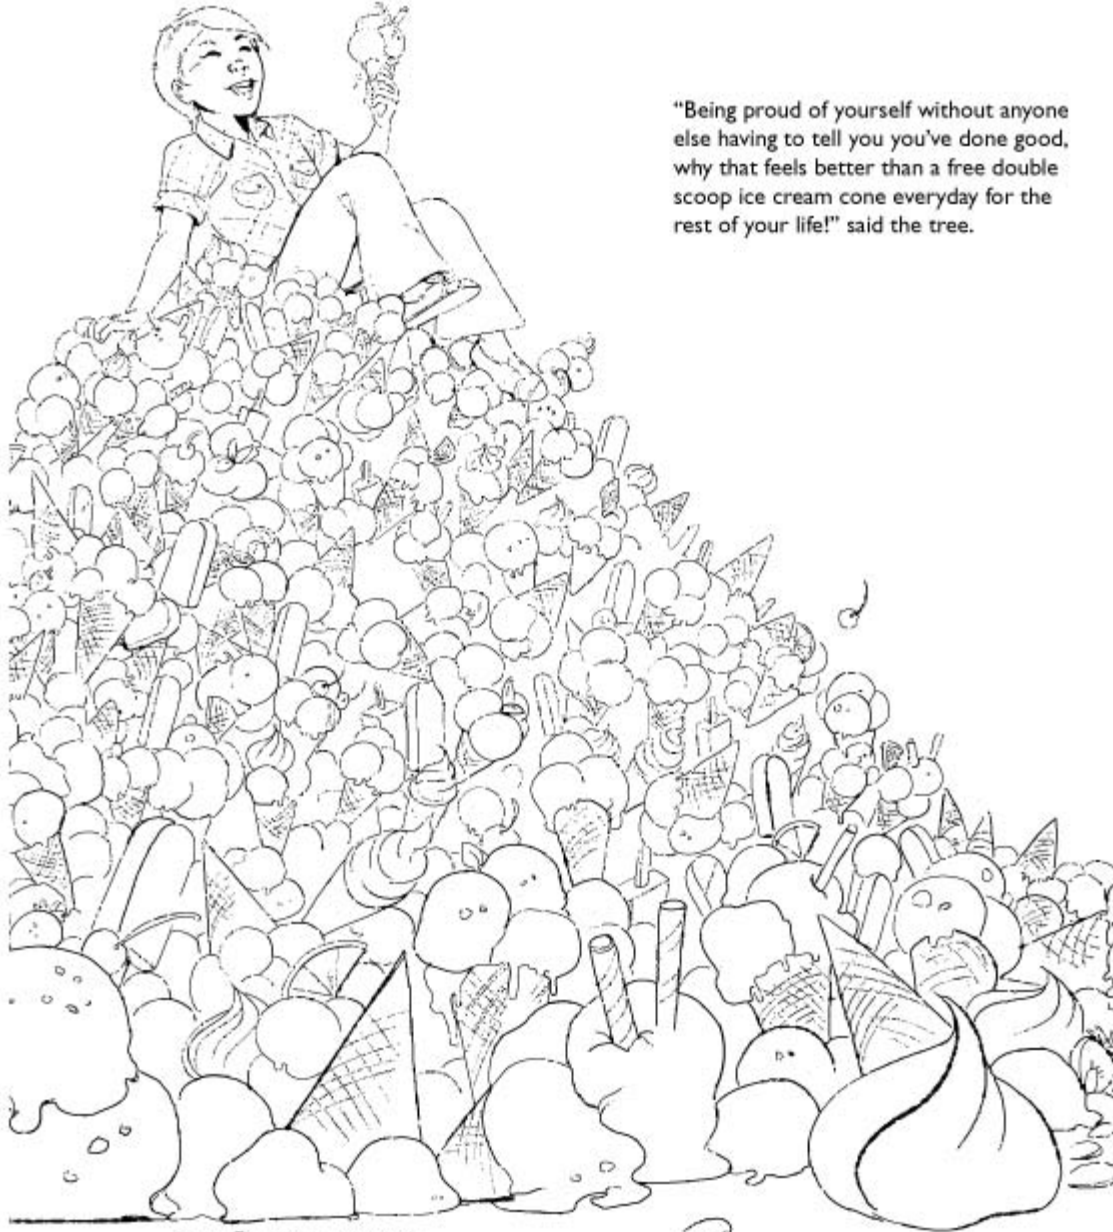 “Being proud of yourself without anyone
else having to tell you you’ve done good,
why that feels better than a free double
scoop ice cream cone everyday for the
rest of your life!” said the tree.